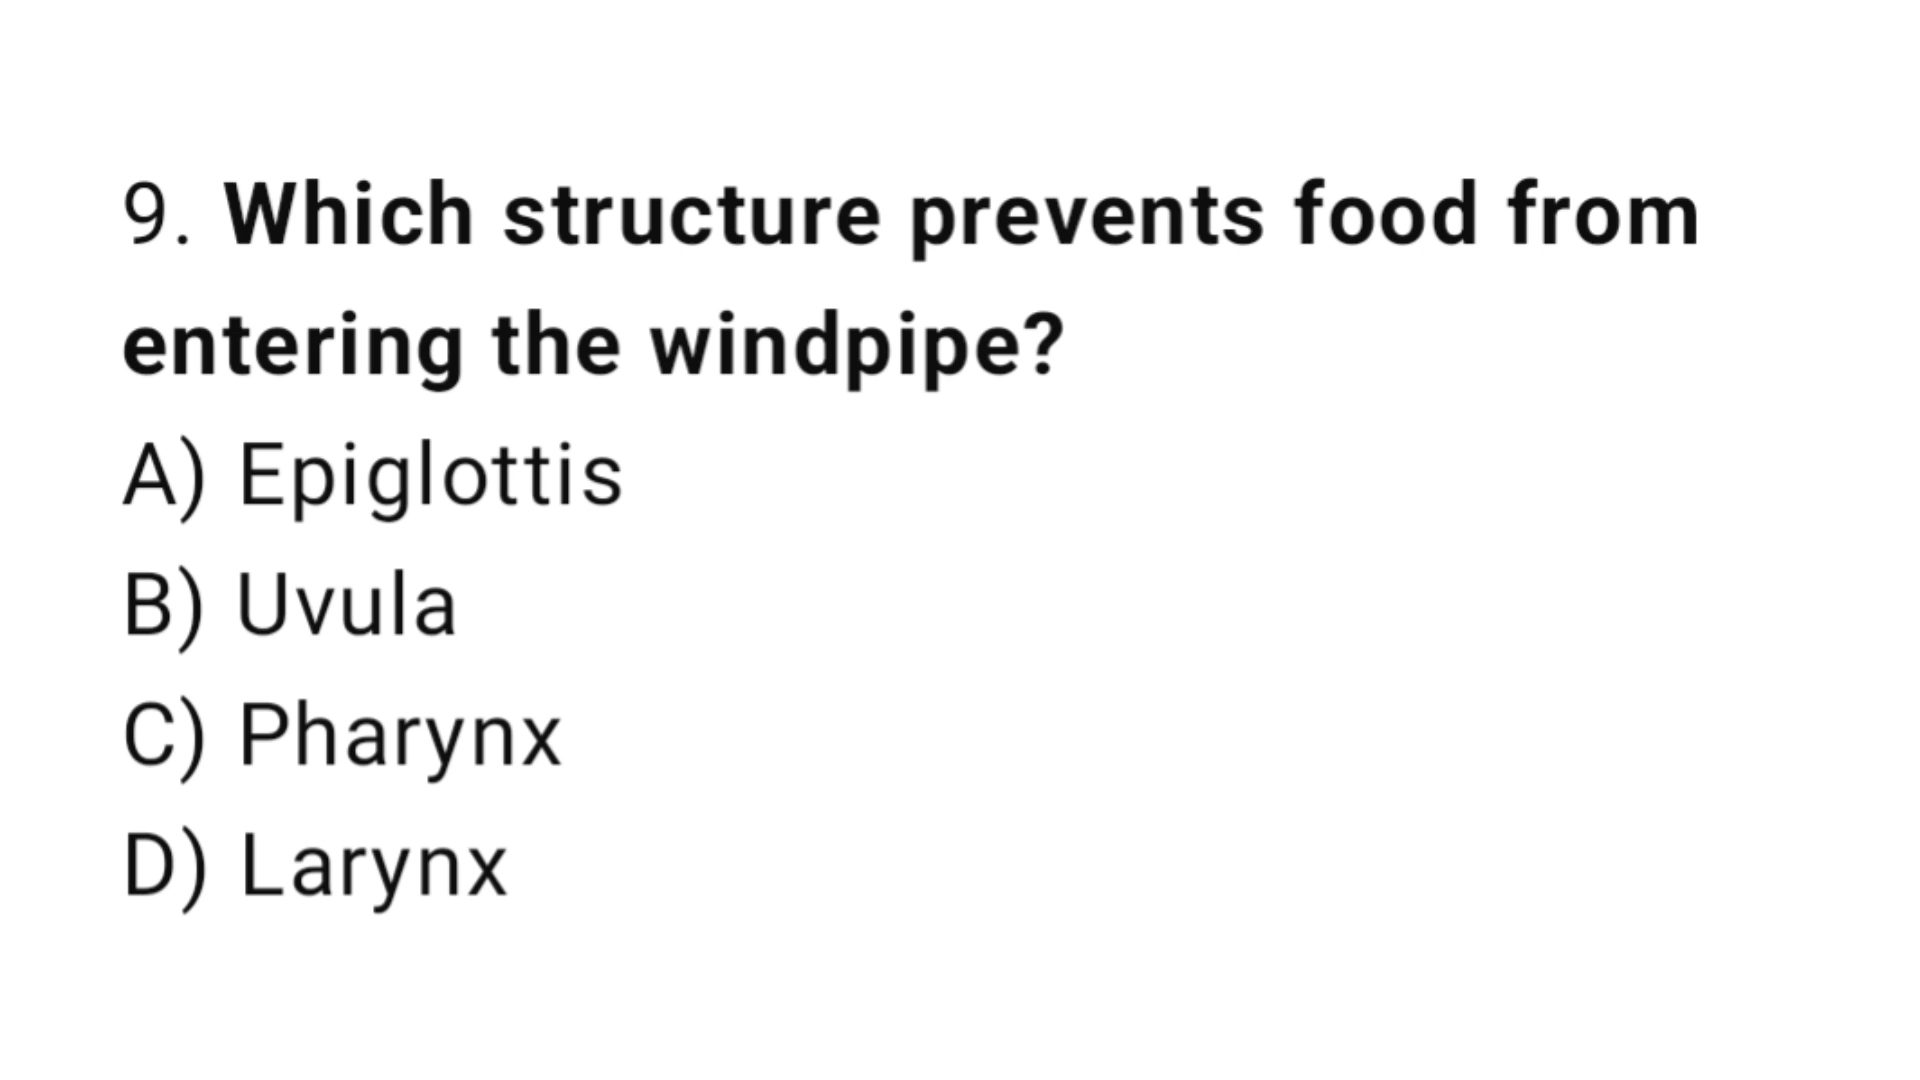 9. Which structure prevents food from
entering the windpipe?
A) Epiglottis
B) Uvula
C) Pharynx
D) Larynx